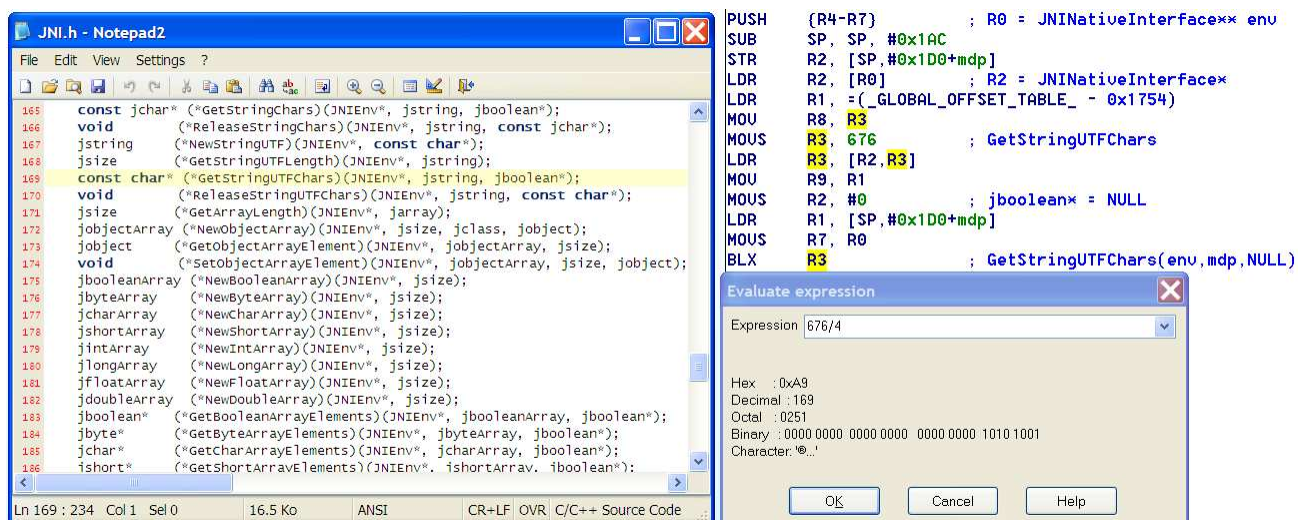 JNI.h - Notepad2
File Edit View Settings ?
165 const jchar* (*GetStringChars)(JNIEnv*, jstring, jboolean*);
166 void (*ReleaseStringChars)(JNIEnv*, jstring, const jchar*);
167 jstring (*NewStringUTF)(JNIEnv*, const char*);
168 jsize (*GetStringUTFLength)(JNIEnv*, jstring);
169 const char* (*GetStringUTFChars)(JNIEnv*, jstring, jboolean*);
170 void (*ReleaseStringUTFChars)(JNIEnv*, jstring, const char*);
171 jsize (*GetArrayLength)(JNIEnv*, jarray);
172 jobjectArray (*NewObjectArray)(JNIEnv*, jsize, jclass, jobject);
173 jobject (*GetObjectArrayElement)(JNIEnv*, jobjectArray, jsize);
174 void (*SetObjectArrayElement)(JNIEnv*, jobjectArray, jsize, jobject);
175 jbooleanArray (*NewBooleanArray)(JNIEnv*, jsize);
176 jbyteArray (*NewByteArray)(JNIEnv*, jsize);
177 jcharArray (*NewCharArray)(JNIEnv*, jsize);
178 jshortArray (*NewShortArray)(JNIEnv*, jsize);
179 jintArray (*NewIntArray)(JNIEnv*, jsize);
180 jlongArray (*NewLongArray)(JNIEnv*, jsize);
181 jfloatArray (*NewFloatArray)(JNIEnv*, jsize);
182 jdoubleArray (*NewDoubleArray)(JNIEnv*, jsize);
183 jboolean* (*GetBooleanArrayElements)(JNIEnv*, jbooleanArray, jboolean*);
184 jbyte* (*GetByteArrayElements)(JNIEnv*, jbyteArray, jboolean*);
185 jchar* (*GetCharArrayElements)(JNIEnv*, jcharArray, jboolean*);
186 jshort* (*GetShortArrayElements)(JNIEnv*, jshortArray, jboolean*);
Ln 169 : 234 Col 1 Sel 0 16.5 Ko ANSI CR+LF OVR C/C++ Source Code
PUSH {R4-R7} ; R0 = JNINativeInterface** env
SUB SP, SP, #0x1AC
STR R2, [SP,#0x1D0+mdp]
LDR R2, [R0] ; R2 = JNINativeInterface*
LDR R1, =(_GLOBAL_OFFSET_TABLE_ - 0x1754)
MOV R8, R3
MOVS R3, 676 ; GetStringUTFChars
LDR R3, [R2,R3]
MOV R9, R1
MOVS R2, #0 ; jboolean* = NULL
LDR R1, [SP,#0x1D0+mdp]
MOVS R7, R0
BLX R3 ; GetStringUTFChars(env,mdp,NULL)
Evaluate expression
Expression 676/4
Hex : 0xA9
Decimal : 169
Octal : 0251
Binary : 0000 0000 0000 0000 0000 0000 1010 1001
Character: '©...'
OK Cancel Help